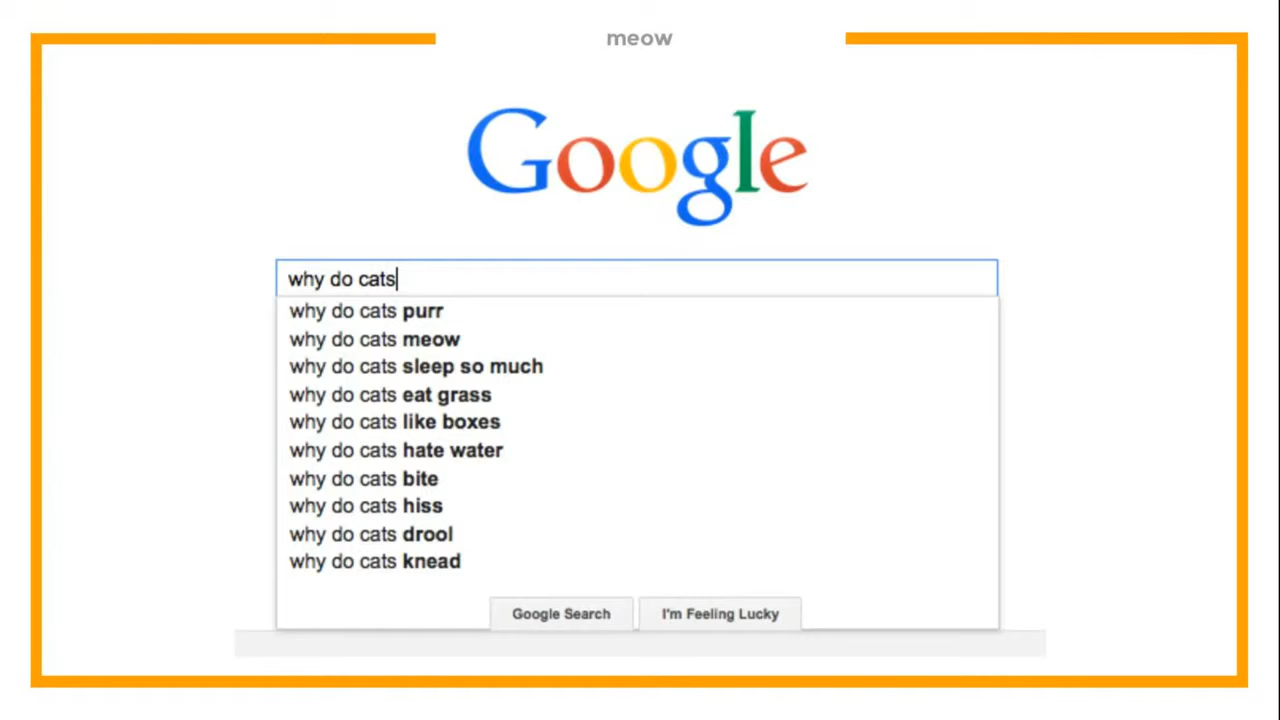 meow
Google
why do cats
why do cats purr
why do cats meow
why do cats sleep so much
why do cats eat grass
why do cats like boxes
why do cats hate water
why do cats bite
why do cats hiss
why do cats drool
why do cats knead
Google Search
I'm Feeling Lucky